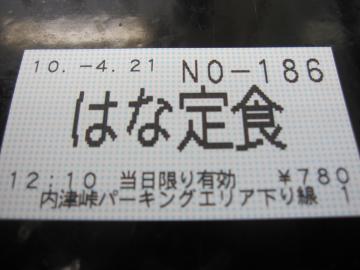 10.-4.21 NO-186
はな定食
12:10 当日限り有効 ¥780
内津峠パーキングエリア下り線 1